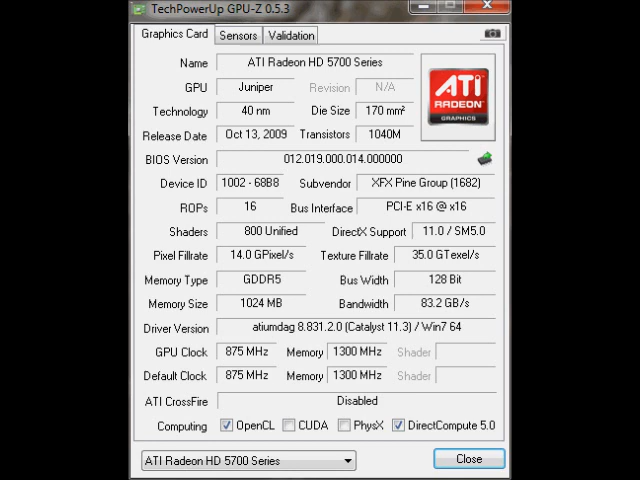 TechPowerUp GPU-Z 0.5.3
Graphics Card Sensors Validation
Name ATI Radeon HD 5700 Series
GPU Juniper Revision N/A
Technology 40 nm Die Size 170 mm²
Release Date Oct 13, 2009 Transistors 1040M
ATI
RADEON
GRAPHICS
BIOS Version 012.019.000.014.000000
Device ID 1002 - 68B8 Subvendor XFX Pine Group (1682)
ROPs 16 Bus Interface PCI-E x16 @ x16
Shaders 800 Unified DirectX Support 11.0 / SM5.0
Pixel Fillrate 14.0 GPixel/s Texture Fillrate 35.0 GTexel/s
Memory Type GDDR5 Bus Width 128 Bit
Memory Size 1024 MB Bandwidth 83.2 GB/s
Driver Version atiumdag 8.831.2.0 (Catalyst 11.3) / Win7 64
GPU Clock 875 MHz Memory 1300 MHz Shader
Default Clock 875 MHz Memory 1300 MHz Shader
ATI CrossFire Disabled
Computing OpenCL CUDA PhysX DirectCompute 5.0
ATI Radeon HD 5700 Series Close